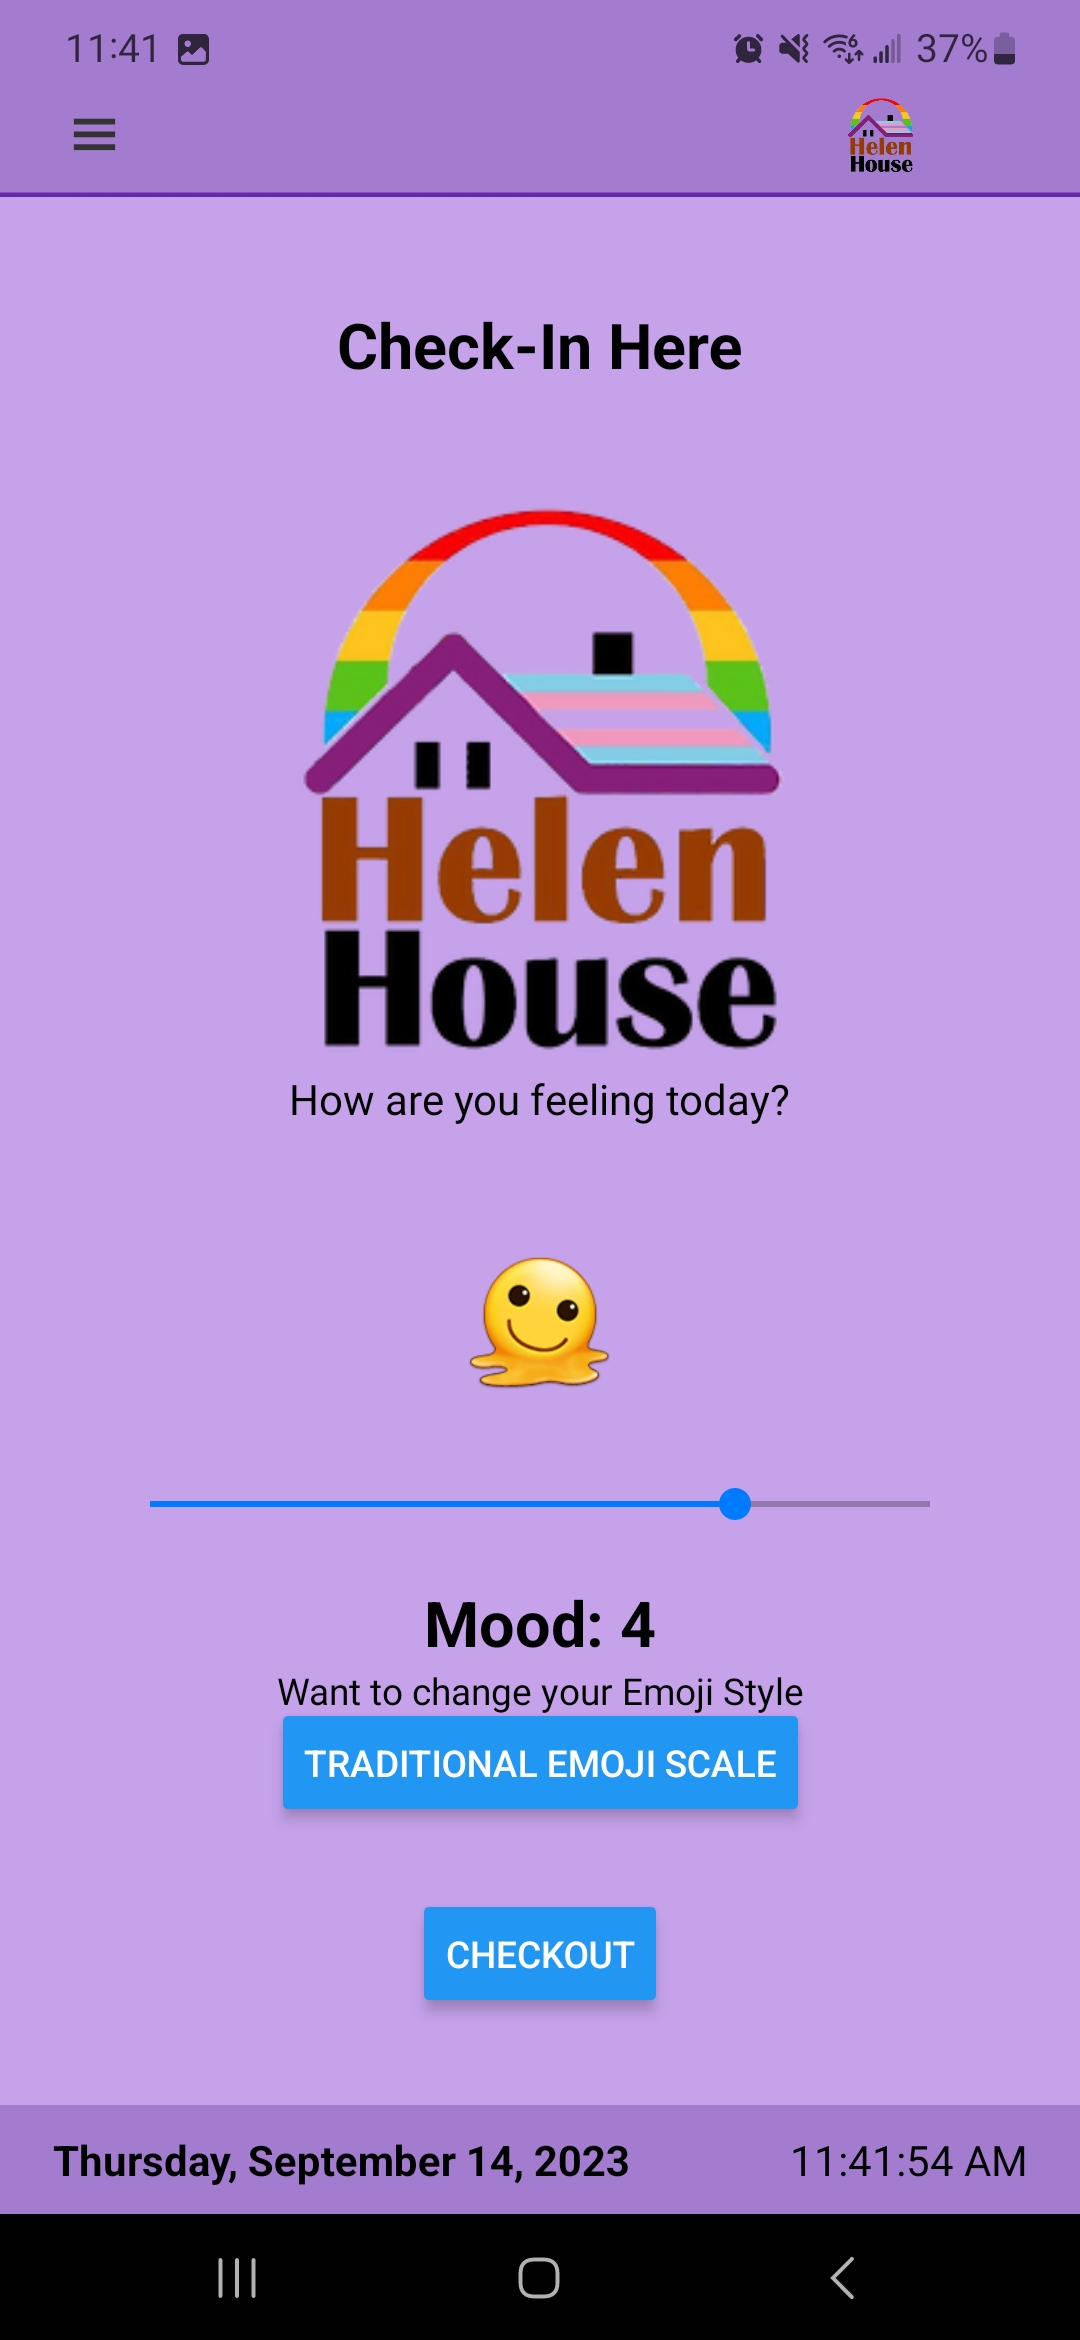 11:41
6
37%
Helen
House
Check-In Here
Helen
House
How are you feeling today?
Mood: 4
Want to change your Emoji Style
TRADITIONAL EMOJI SCALE
CHECKOUT
Thursday, September 14, 2023 11:41:54 AM